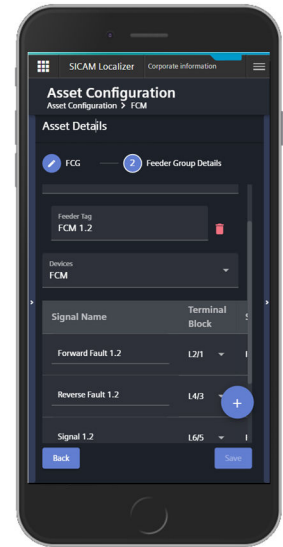 SICAM Localizer Corporate information
Asset Configuration
Asset Configuration > FCM
Asset Details
FCG
2 Feeder Group Details
Feeder Tag
FCM 1.2
Devices
FCM
Signal Name
Terminal
Block
Forward Fault 1.2
L2/1
Reverse Fault 1.2
L4/3
+
Signal 1.2
L6/5
Back
Save